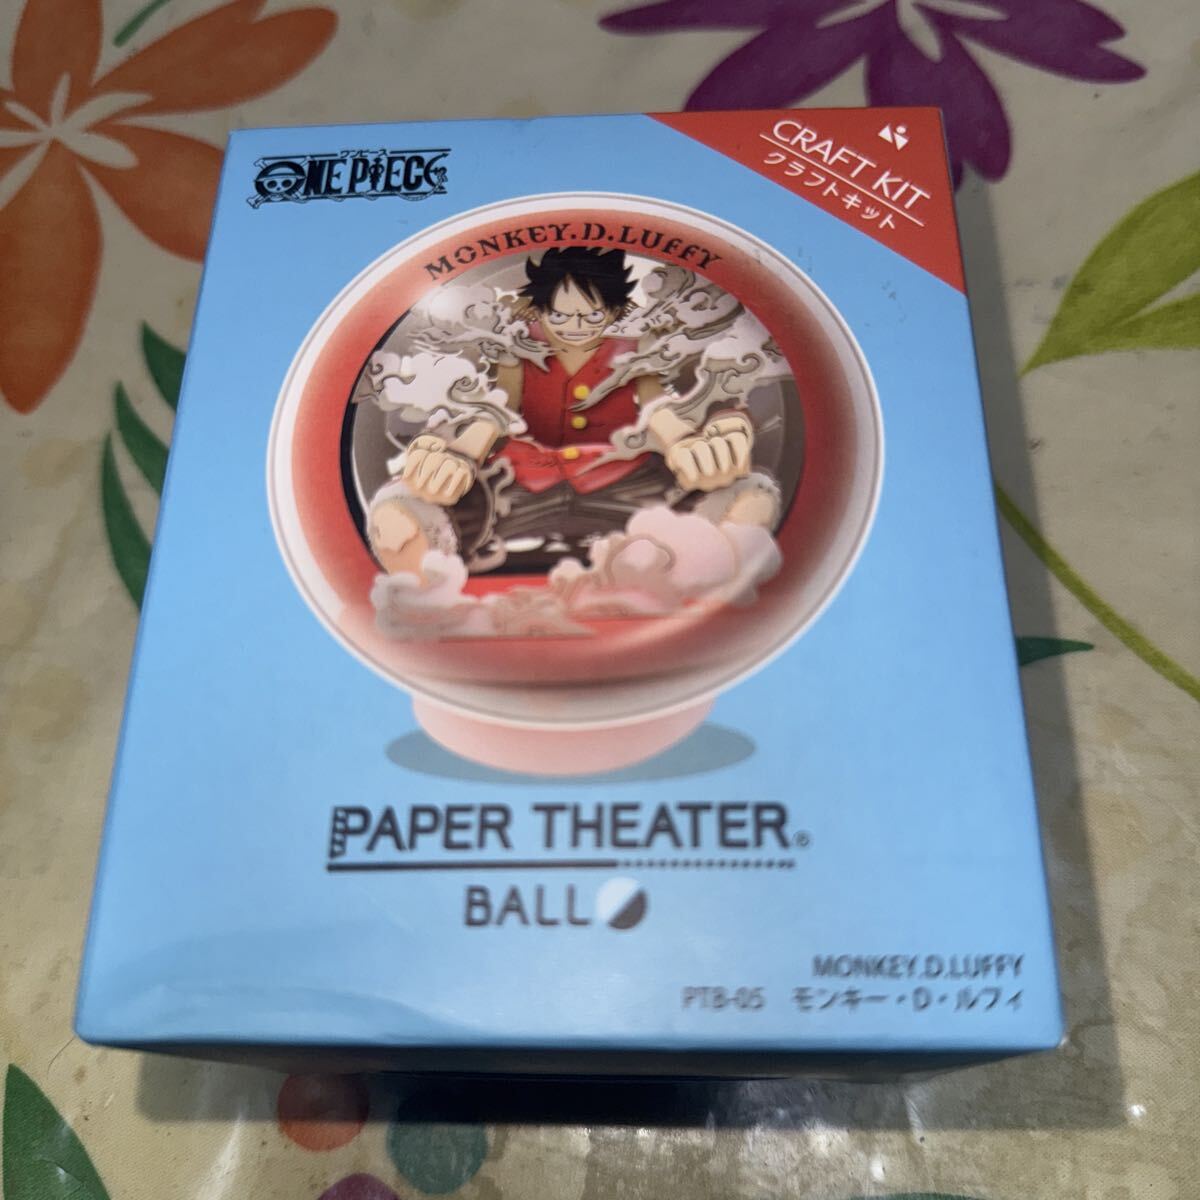 ワンピース
ONE PIECE
CRAFT KIT
クラフトキット
MONKEY.D.LUFFY
PAPER THEATER®
BALL
MONKEY.D.LUFFY
PTB-05 モンキー・D・ルフィ